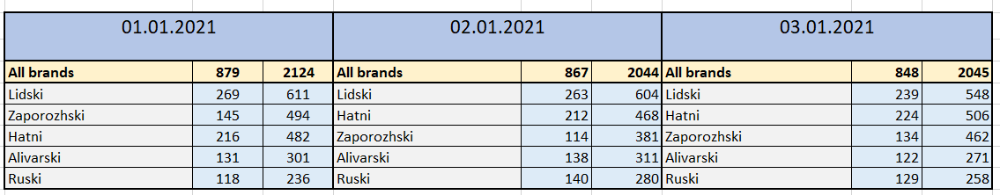 01.01.2021 02.01.2021 03.01.2021
All brands 879 2124 All brands 867 2044 All brands 848 2045
Lidski 269 611 Lidski 263 604 Lidski 239 548
Zaporozhski 145 494 Hatni 212 468 Hatni 224 506
Hatni 216 482 Zaporozhski 114 381 Zaporozhski 134 462
Alivarski 131 301 Alivarski 138 311 Alivarski 122 271
Ruski 118 236 Ruski 140 280 Ruski 129 258